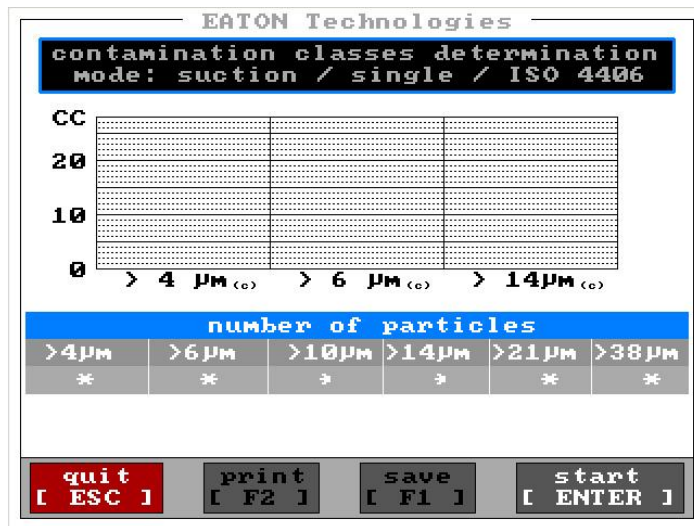 EATON Technologies
contamination classes determination
mode: suction / single / ISO 4406
CC
20
10
0
> 4 µm(c) > 6 µm(c) > 14µm(c)
number of particles
>4µm >6µm >10µm >14µm >21µm >38µm
* * * * * *
quit print save start
[ ESC ] [ F2 ] [ F1 ] [ ENTER ]